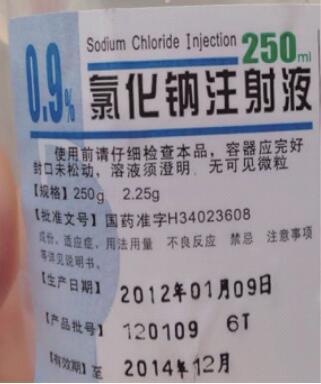 Sodium Chloride Injection 250ml
0.9%
氯化钠注射液
使用前请仔细检查本品，容器应完好
封口未松动，溶液须澄明，无可见微粒
【规格】250g 2.25g
【批准文号】国药准字H34023608
成份、适应症、用法用量 不良反应 禁忌 注意事项
等详见说明书。
【生产日期】 2012年01月09日
【产品批号】 120109 6T
【有效期】至 2014年12月